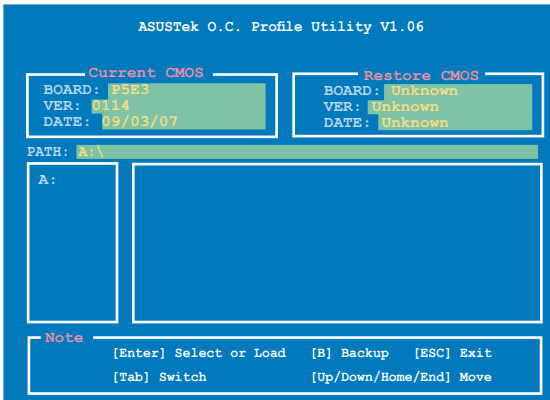 ASUSTek O.C. Profile Utility V1.06
Current CMOS
BOARD: P5E3
VER: 0114
DATE: 09/03/07
Restore CMOS
BOARD: Unknown
VER: Unknown
DATE: Unknown
PATH: A:\
A:
Note
[Enter] Select or Load [B] Backup [ESC] Exit
[Tab] Switch [Up/Down/Home/End] Move